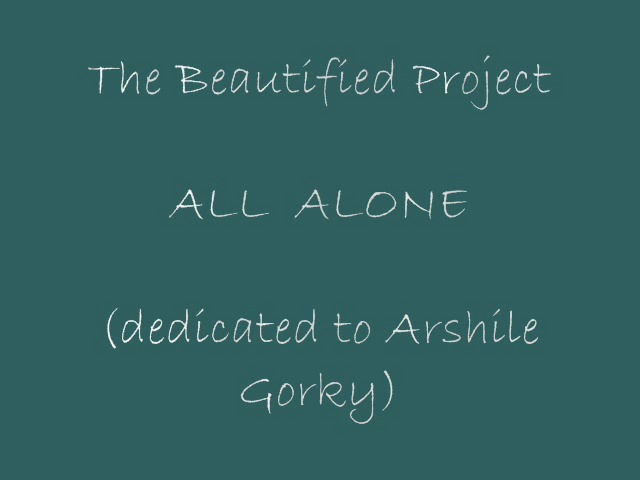 The Beautified Project
ALL ALONE
(dedicated to Arshile
Gorky)